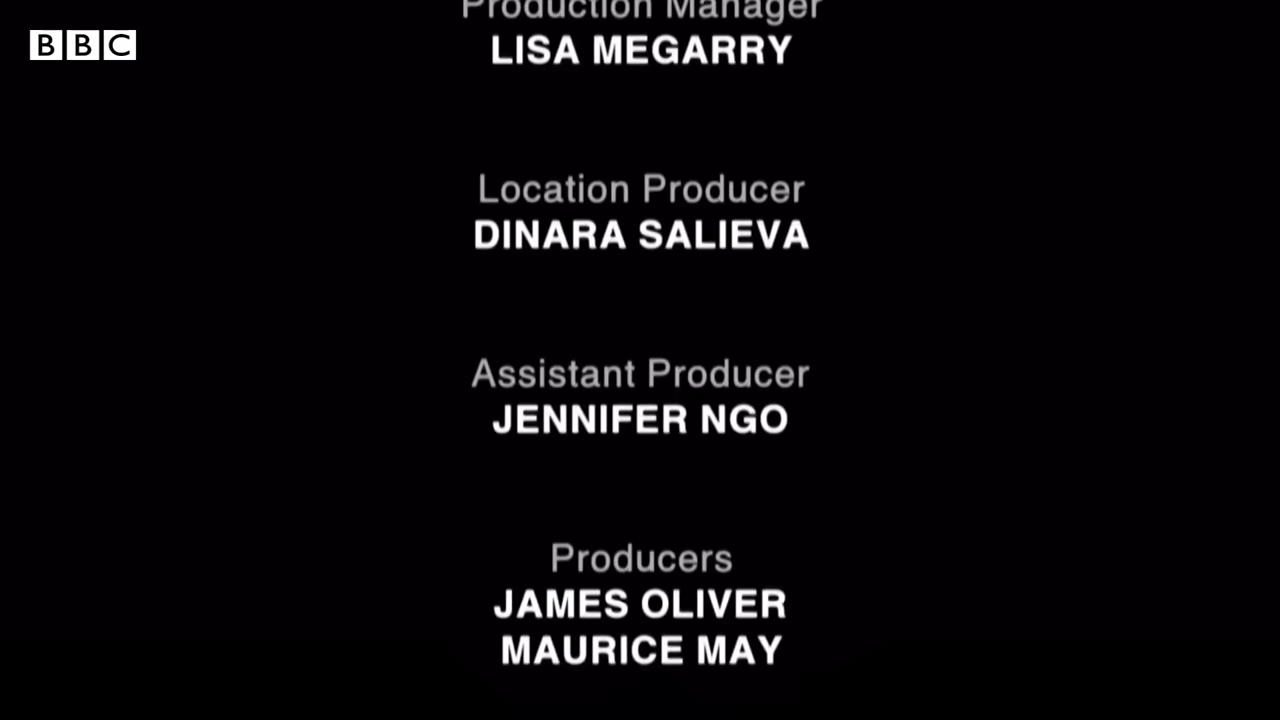 Production Manager
BBC
LISA MEGARRY
Location Producer
DINARA SALIEVA
Assistant Producer
JENNIFER NGO
Producers
JAMES OLIVER
MAURICE MAY